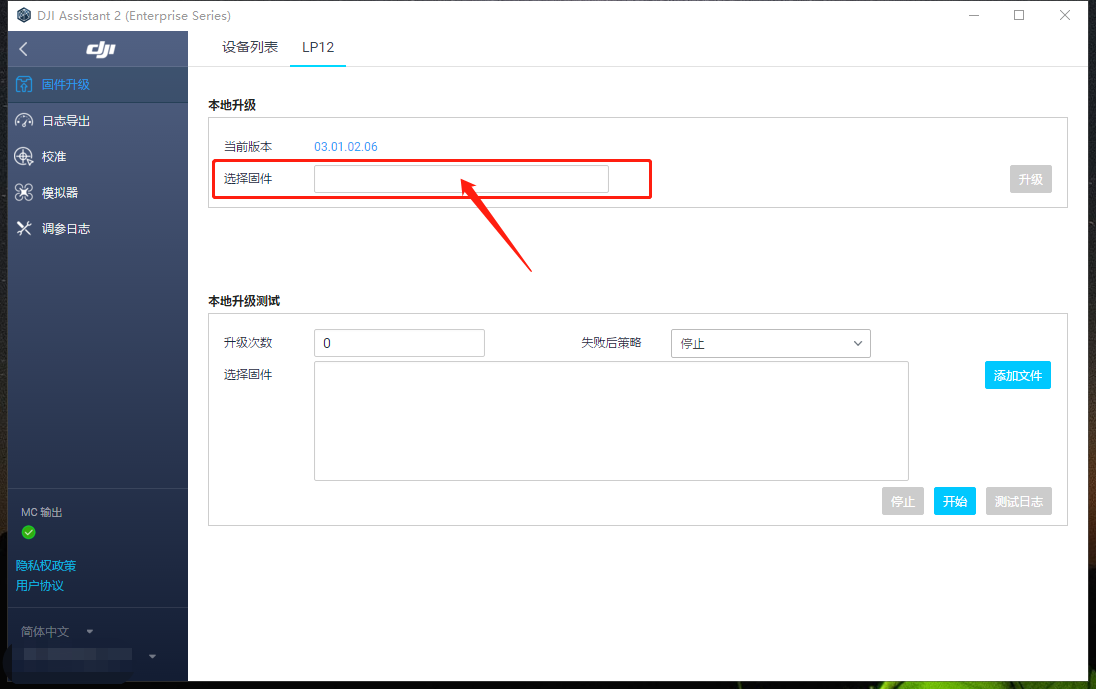 DJI Assistant 2 (Enterprise Series)
dji
设备列表 LP12
固件升级
日志导出
校准
模拟器
调参日志
本地升级
当前版本 03.01.02.06
选择固件
升级
本地升级测试
升级次数 0 失败后策略 停止
选择固件
添加文件
停止 开始 测试日志
MC 输出
隐私权政策
用户协议
简体中文